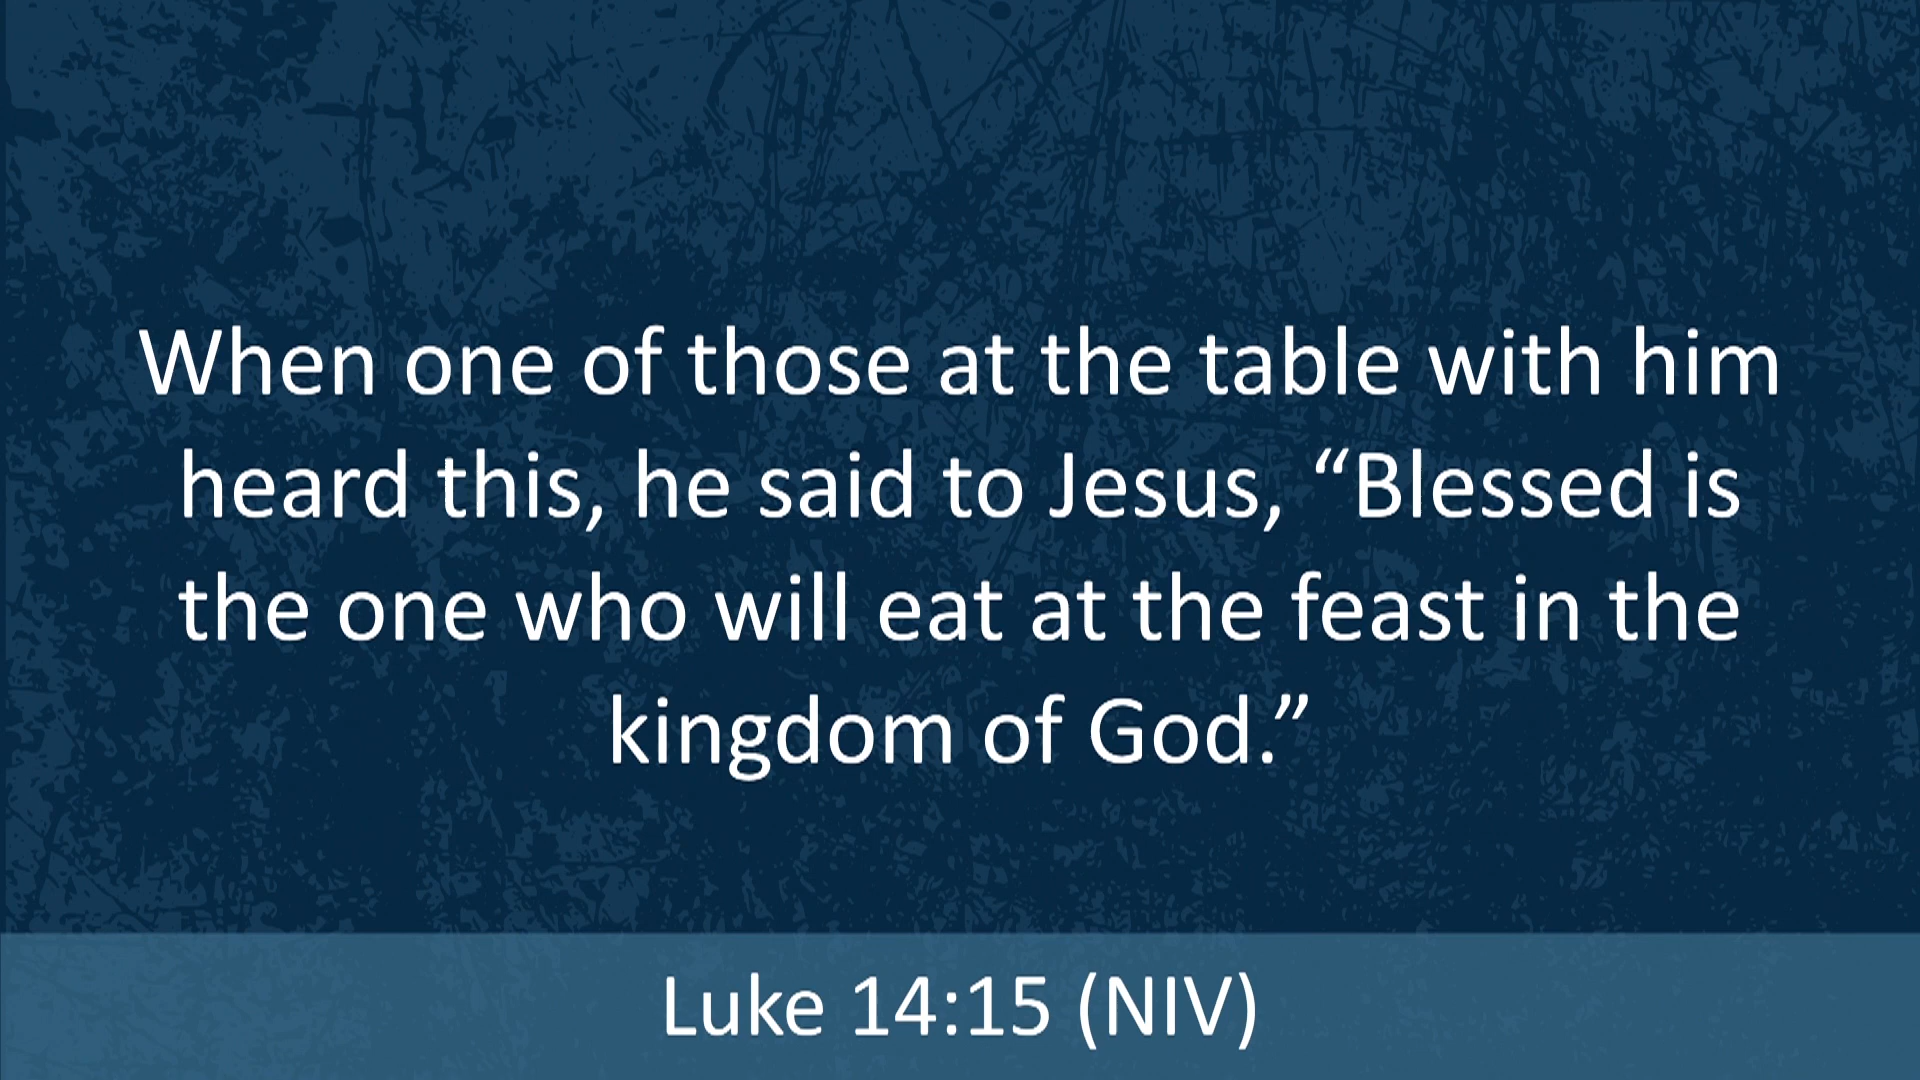 When one of those at the table with him
heard this, he said to Jesus, “Blessed is
the one who will eat at the feast in the
kingdom of God.”
Luke 14:15 (NIV)